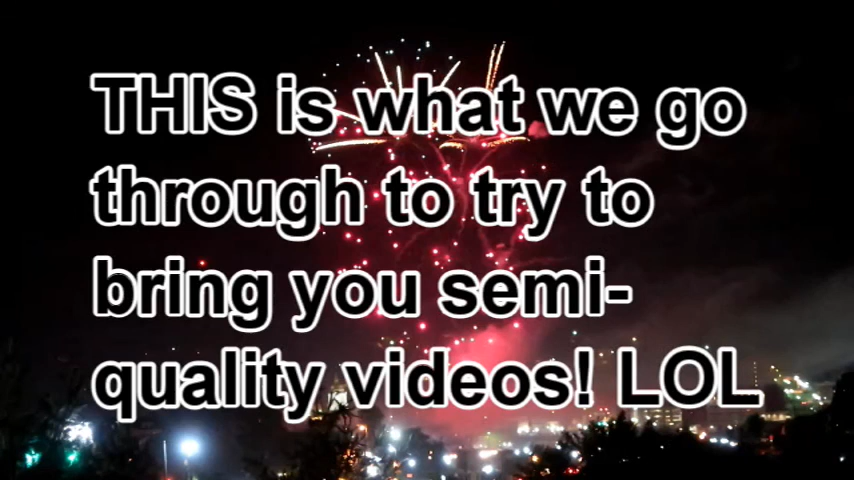 THIS is what we go
through to try to
bring you semi-
quality videos! LOL